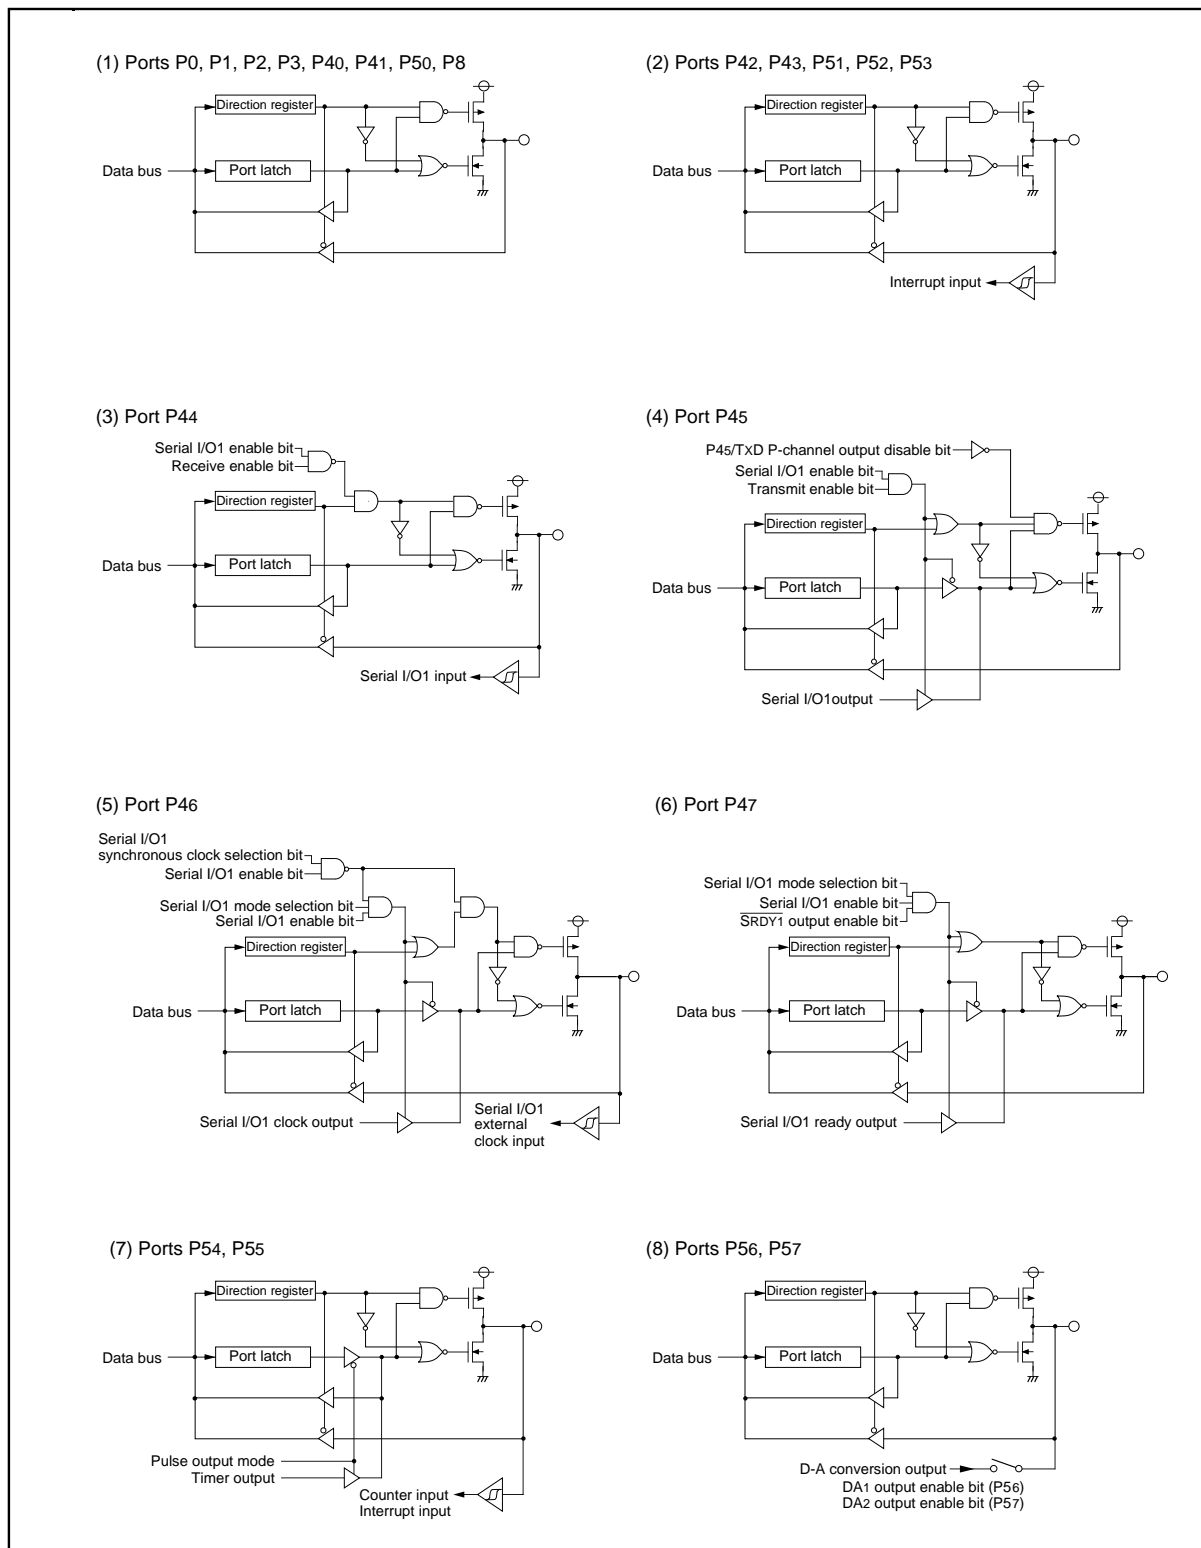 (1) Ports P0, P1, P2, P3, P40, P41, P50, P8
Direction register
Data bus
Port latch
(2) Ports P42, P43, P51, P52, P53
Direction register
Data bus
Port latch
Interrupt input
(3) Port P44
Serial I/O1 enable bit
Receive enable bit
Direction register
Data bus
Port latch
Serial I/O1 input
(4) Port P45
P45/TXD P-channel output disable bit
Serial I/O1 enable bit
Transmit enable bit
Direction register
Data bus
Port latch
Serial I/O1output
(5) Port P46
Serial I/O1
synchronous clock selection bit
Serial I/O1 enable bit
Serial I/O1 mode selection bit
Serial I/O1 enable bit
Direction register
Data bus
Port latch
Serial I/O1 clock output
Serial I/O1
external
clock input
(6) Port P47
Serial I/O1 mode selection bit
Serial I/O1 enable bit
SRDY1 output enable bit
Direction register
Data bus
Port latch
Serial I/O1 ready output
(7) Ports P54, P55
Direction register
Data bus
Port latch
Pulse output mode
Timer output
Counter input
Interrupt input
(8) Ports P56, P57
Direction register
Data bus
Port latch
D-A conversion output
DA1 output enable bit (P56)
DA2 output enable bit (P57)